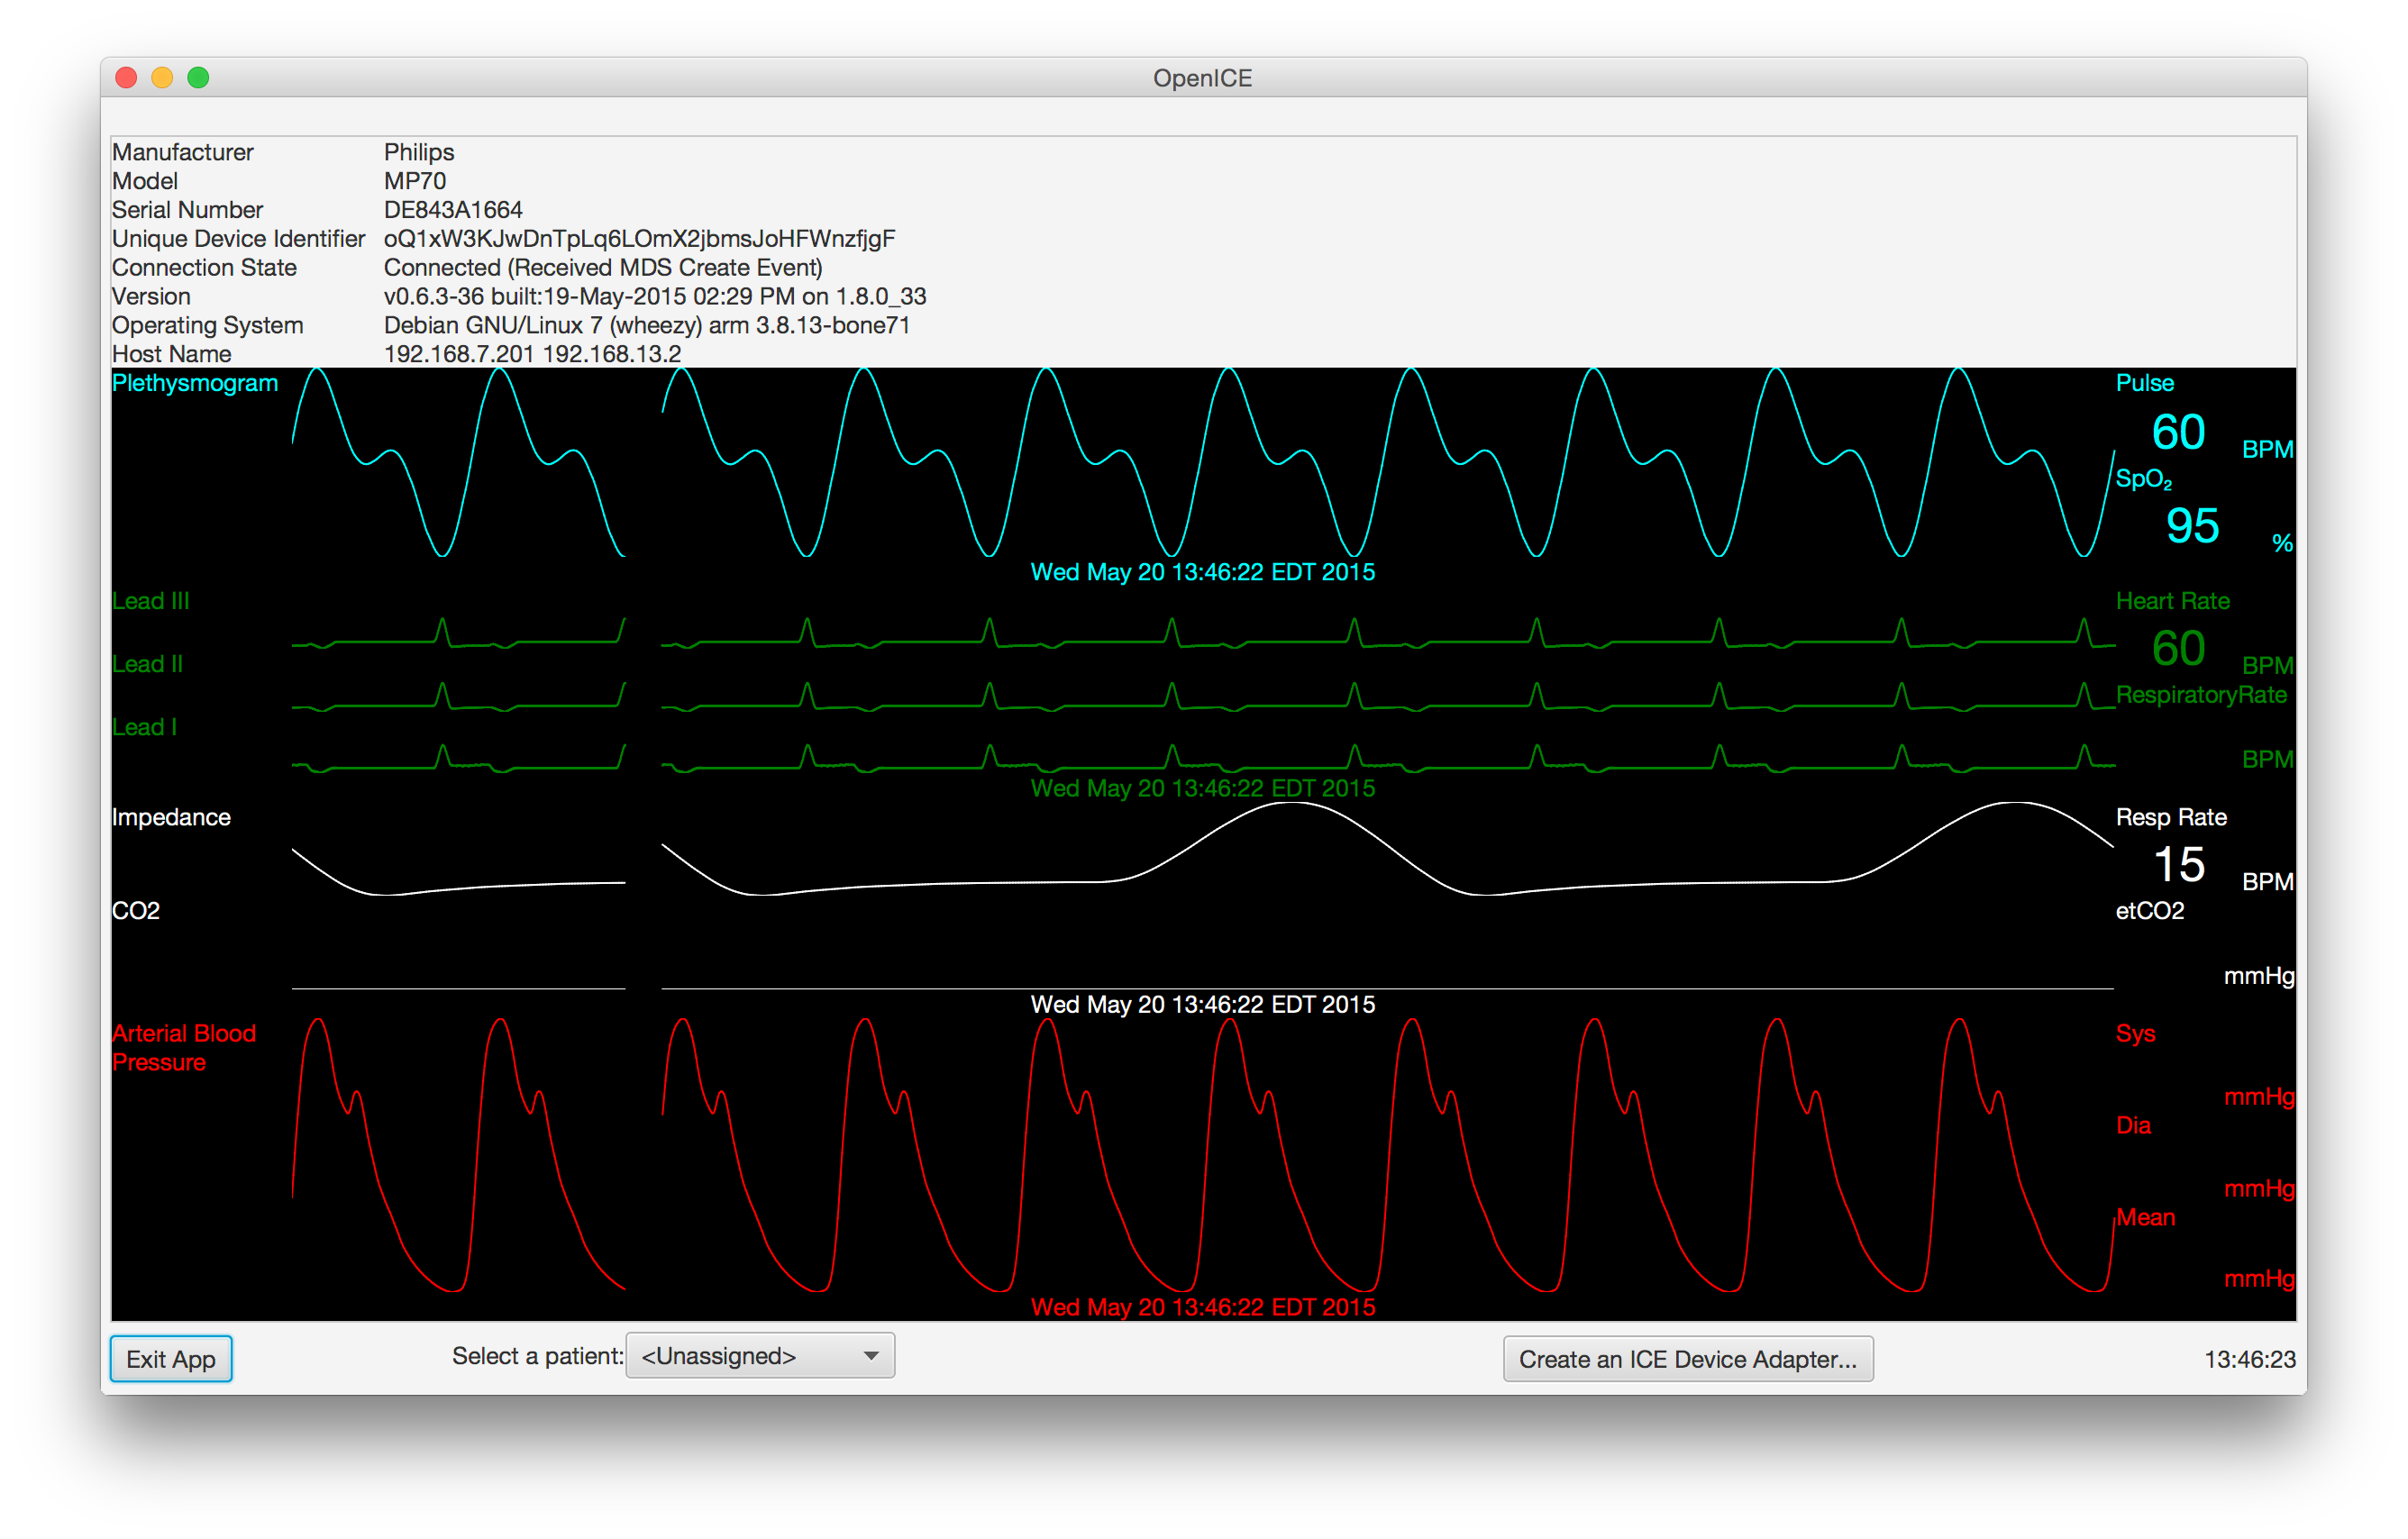 OpenICE
Manufacturer Philips
Model MP70
Serial Number DE843A1664
Unique Device Identifier oQ1xW3KJwDnTpLq6LOmX2jbmsJoHFWnzfjgF
Connection State Connected (Received MDS Create Event)
Version v0.6.3-36 built:19-May-2015 02:29 PM on 1.8.0_33
Operating System Debian GNU/Linux 7 (wheezy) arm 3.8.13-bone71
Host Name 192.168.7.201 192.168.13.2
Plethysmogram
Pulse
60 BPM
SpO₂
95 %
Wed May 20 13:46:22 EDT 2015
Lead III
Lead II
Lead I
Heart Rate
60 BPM
RespiratoryRate
BPM
Wed May 20 13:46:22 EDT 2015
Impedance
CO2
Resp Rate
15 BPM
etCO2
mmHg
Wed May 20 13:46:22 EDT 2015
Arterial Blood
Pressure
Sys
mmHg
Dia
mmHg
Mean
mmHg
Wed May 20 13:46:22 EDT 2015
Exit App
Select a patient: <Unassigned>
Create an ICE Device Adapter...
13:46:23